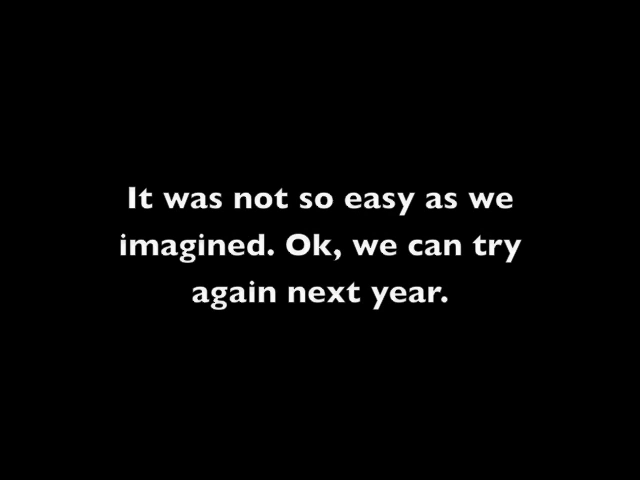 It was not so easy as we
imagined. Ok, we can try
again next year.